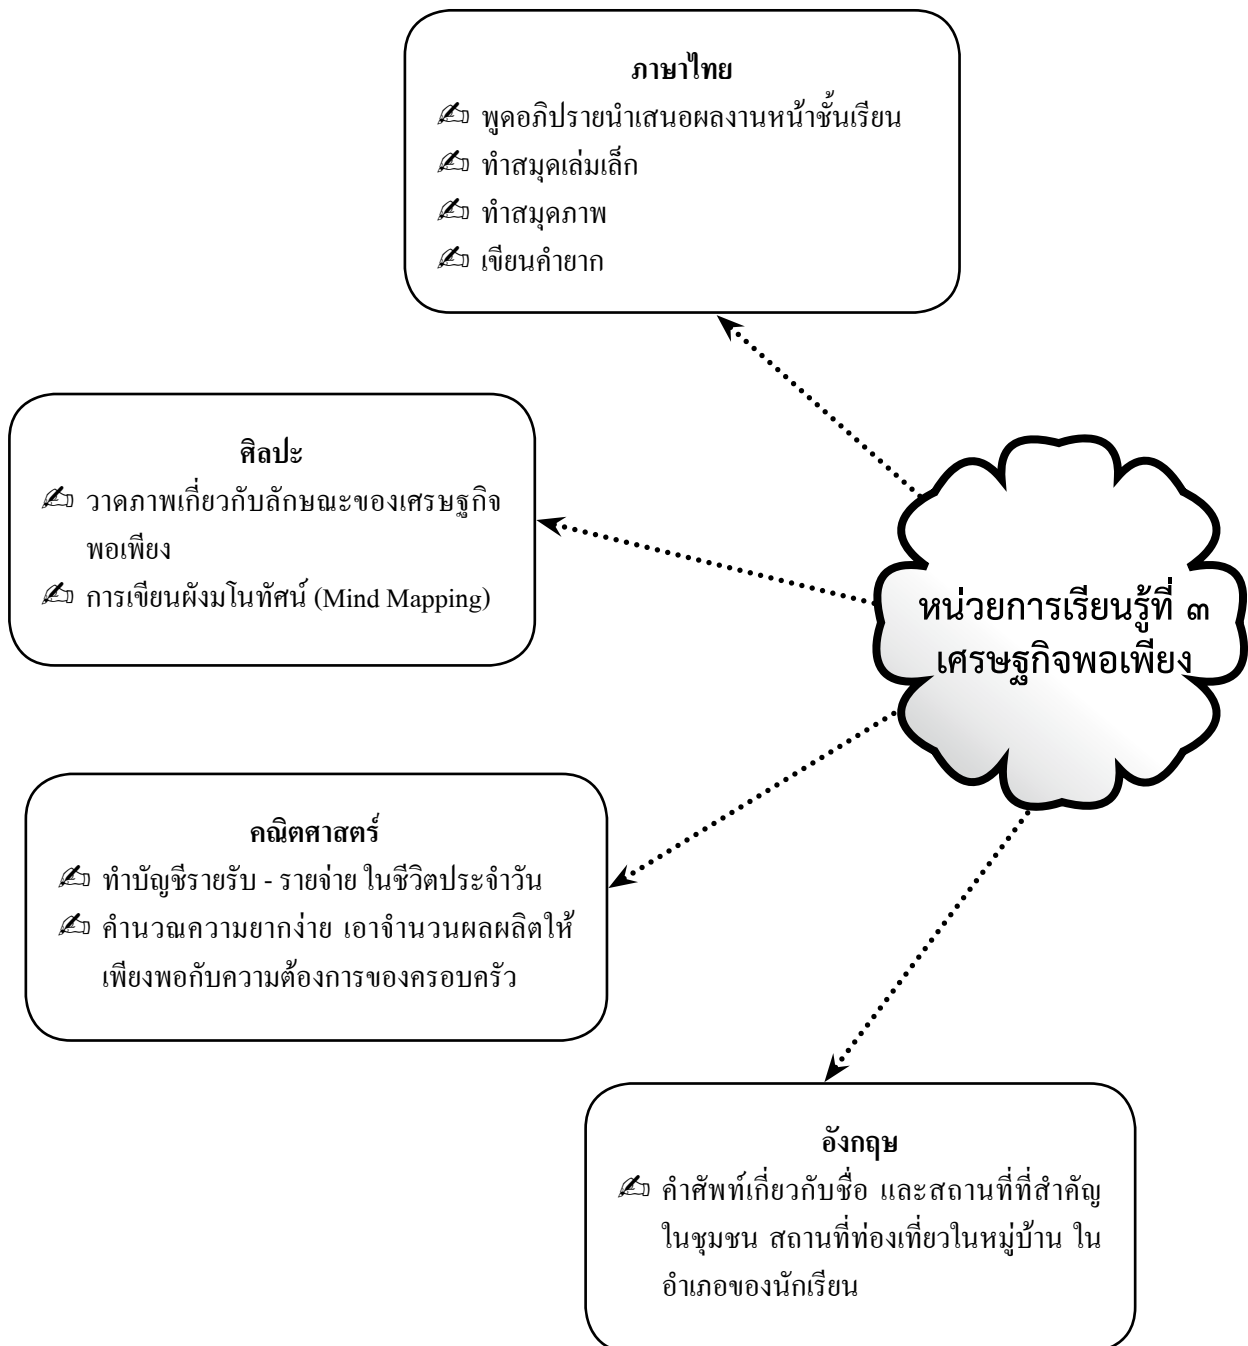 ภาษาไทย
พูดอภิปรายนำเสนอผลงานหน้าชั้นเรียน
ทำสมุดเล่มเล็ก
ทำสมุดภาพ
เขียนคำยาก
ศิลปะ
วาดภาพเกี่ยวกับลักษณะของเศรษฐกิจ
พอเพียง
การเขียนผังมโนทัศน์ (Mind Mapping)
หน่วยการเรียนรู้ที่ ๓
เศรษฐกิจพอเพียง
คณิตศาสตร์
ทำบัญชีรายรับ - รายจ่าย ในชีวิตประจำวัน
คำนวณความยากง่าย เอาจำนวนผลผลิตให้
เพียงพอกับความต้องการของครอบครัว
อังกฤษ
คำศัพท์เกี่ยวกับชื่อ และสถานที่ที่สำคัญ
ในชุมชน สถานที่ท่องเที่ยวในหมู่บ้าน ใน
อำเภอของนักเรียน